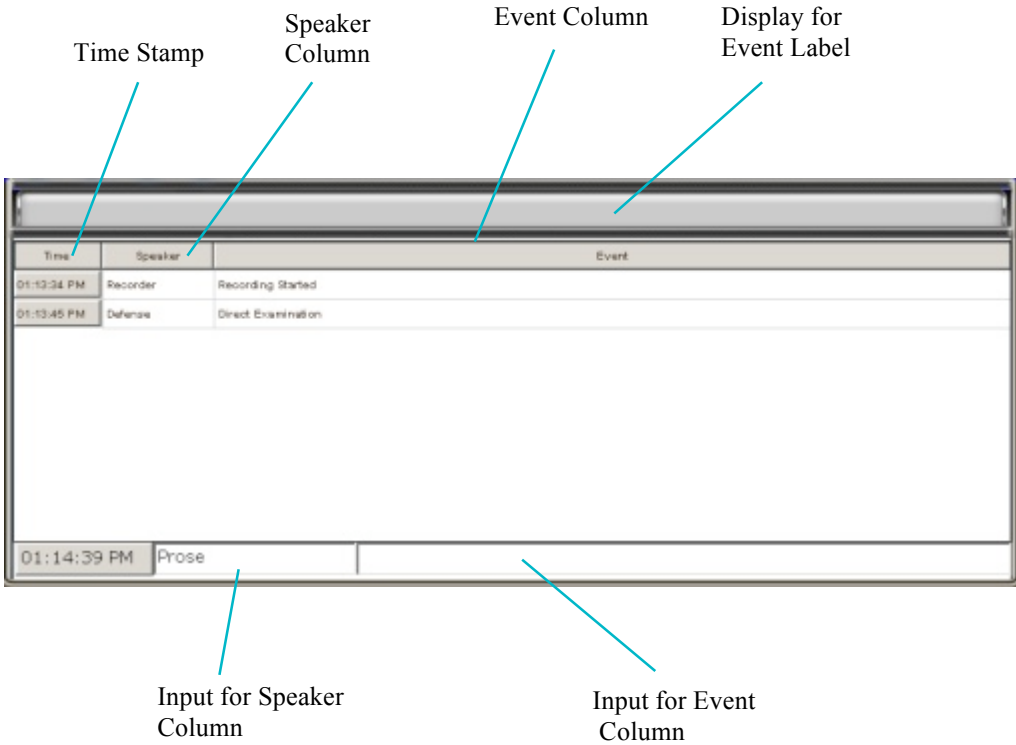 Time Stamp
Speaker
Column
Event Column
Display for
Event Label
Time Speaker Event
01:13:34 PM Recorder Recording Started
01:13:45 PM Defense Direct Examination
01:14:39 PM Prose
Input for Speaker
Column
Input for Event
Column